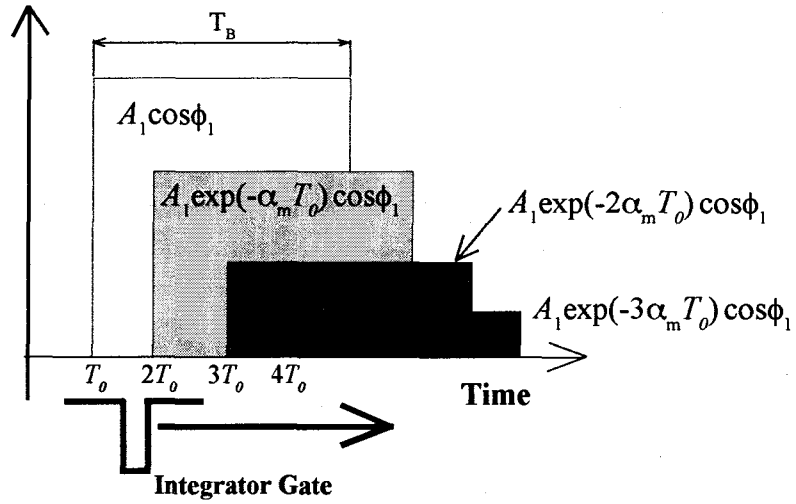 T_B
A_1cosϕ_1
A_1exp(-α_mT_0)cosϕ_1
A_1exp(-2α_mT_0)cosϕ_1
A_1exp(-3α_mT_0)cosϕ_1
T_0 2T_0 3T_0 4T_0
Time
Integrator Gate